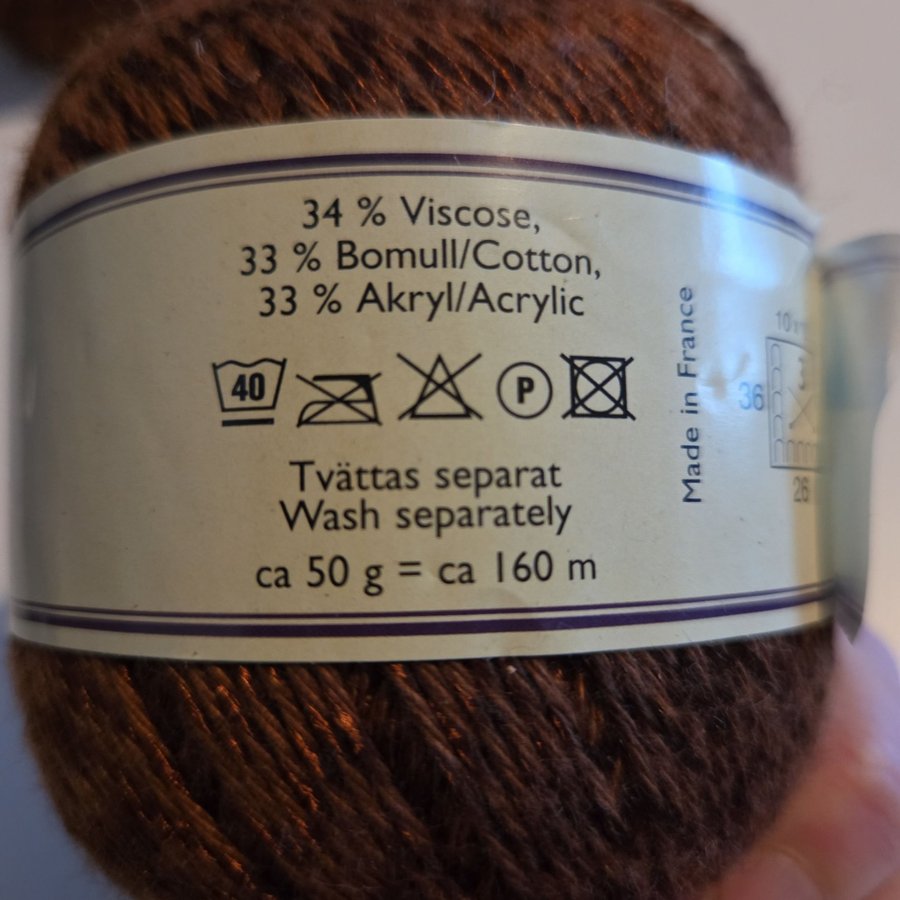 34 % Viscose,
33 % Bomull/Cotton,
33 % Akryl/Acrylic
40
P
Tvättas separat
Wash separately
ca 50 g = ca 160 m
Made in France
36
26